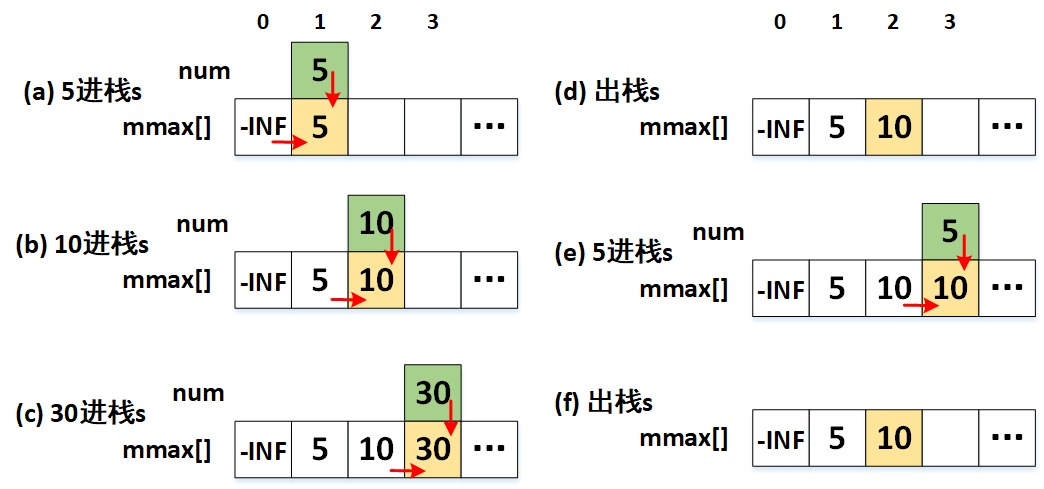 0 1 2 3
num 5
(a) 5进栈s
mmax[] -INF 5 ...
num 10
(b) 10进栈s
mmax[] -INF 5 10 ...
num 30
(c) 30进栈s
mmax[] -INF 5 10 30 ...
0 1 2 3
(d) 出栈s
mmax[] -INF 5 10 ...
num 5
(e) 5进栈s
mmax[] -INF 5 10 10 ...
(f) 出栈s
mmax[] -INF 5 10 ...